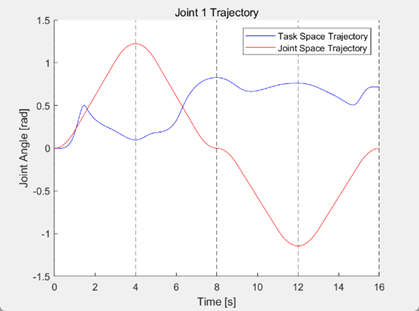 Joint 1 Trajectory
Task Space Trajectory
Joint Space Trajectory
1.5
1
0.5
0
-0.5
-1
-1.5
Joint Angle [rad]
0 2 4 6 8 10 12 14 16
Time [s]